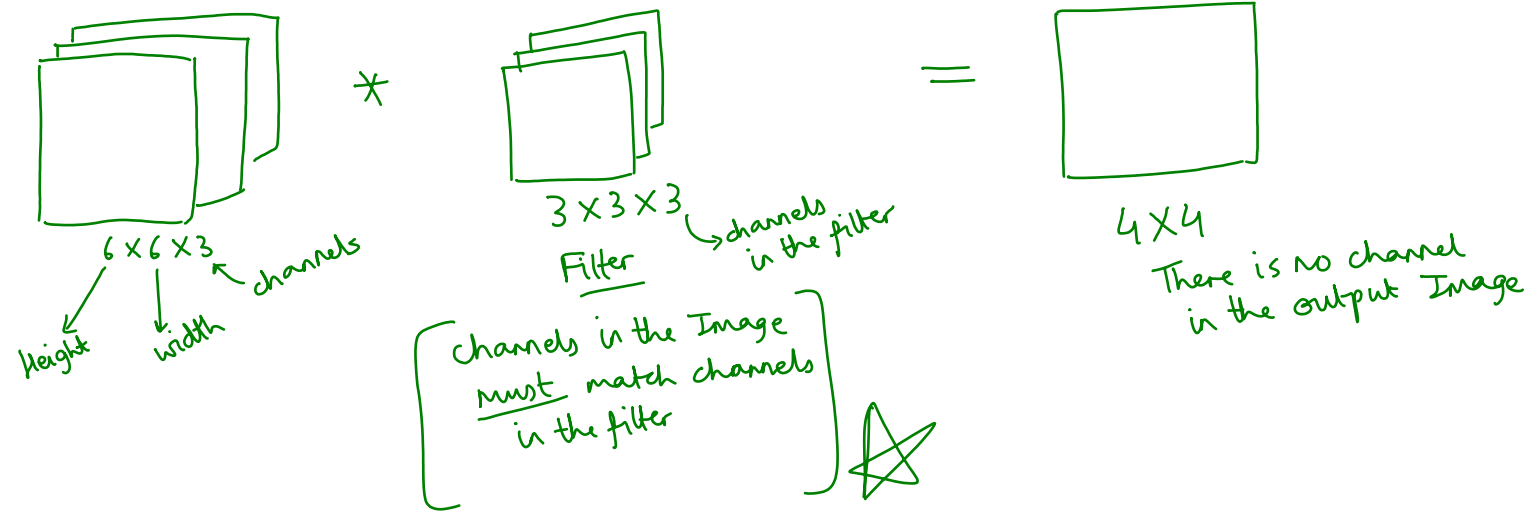 *
=
6 X 6 X 3
channels
Height
width
3 X 3 X 3
channels
in the filter
Filter
channels in the Image
must match channels
in the filter
4 X 4
There is no channel
in the output Image